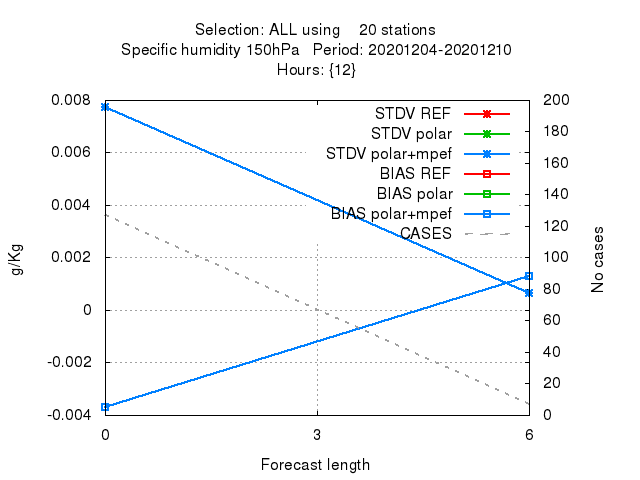 Selection: ALL using    20 stations
Specific humidity 150hPa   Period: 20201204-20201210
Hours: {12}
0.008
0.006
0.004
0.002
0
-0.002
-0.004
g/Kg
STDV REF
STDV polar
STDV polar+mpef
BIAS REF
BIAS polar
BIAS polar+mpef
CASES
200
180
160
140
120
100
80
60
40
20
0
No cases
0 3 6
Forecast length